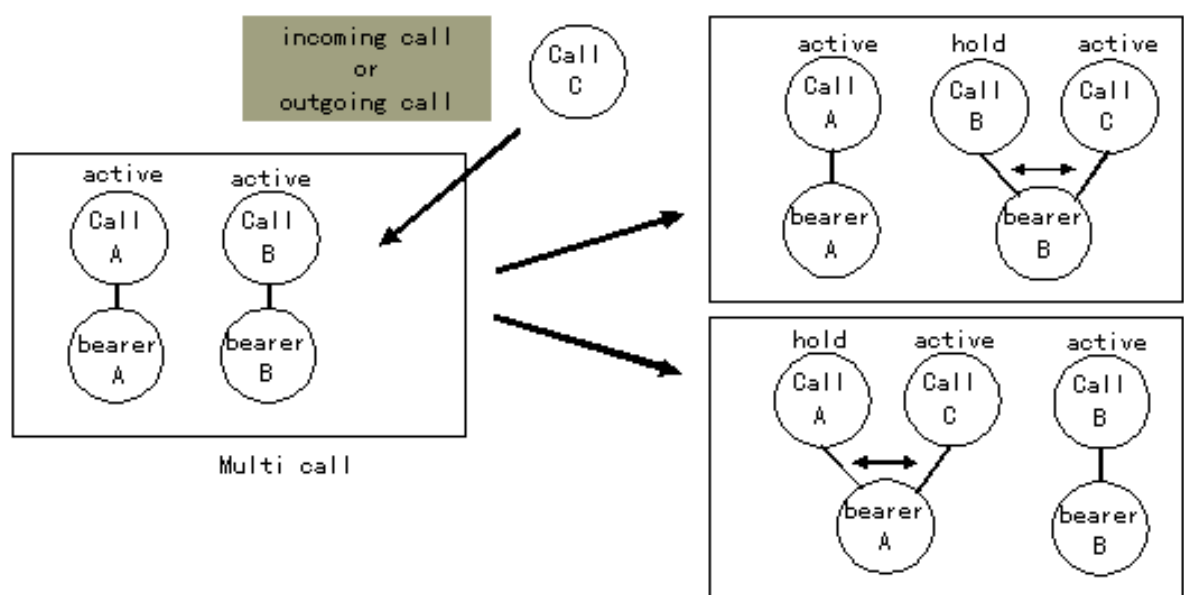 incoming call
or
outgoing call
Call
C
active
active
Call
A
Call
B
bearer
A
bearer
B
Multi call
active
hold
active
Call
A
Call
B
Call
C
bearer
A
bearer
B
hold
active
active
Call
A
Call
C
Call
B
bearer
A
bearer
B